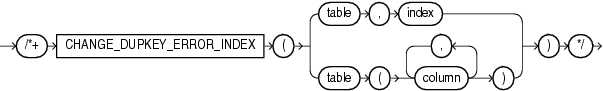 table , index
/*+ CHANGE_DUPKEY_ERROR_INDEX ( ) */
,
table ( column )